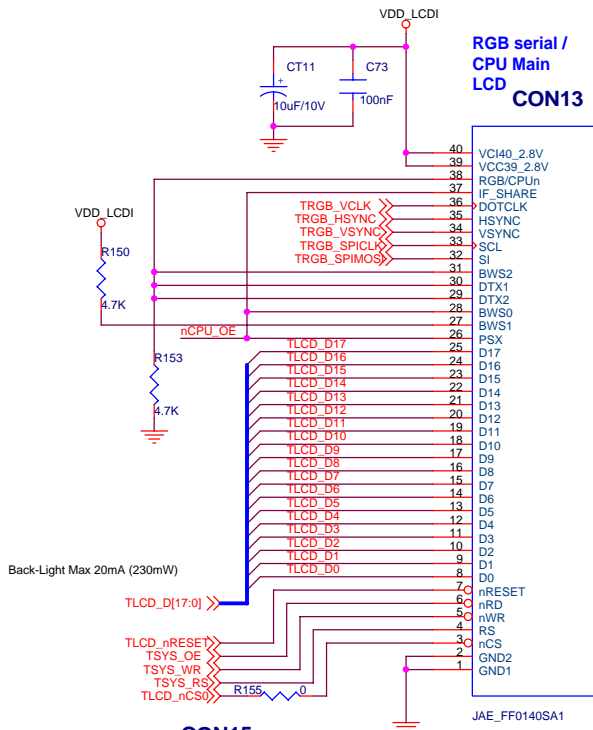 VDD_LCDI
RGB serial /
CPU Main
LCD
CON13
CT11
C73
+
10uF/10V
100nF
40 VCI40_2.8V
39 VCC39_2.8V
38 RGB/CPUn
37 IF_SHARE
TRGB_VCLK 36 DOTCLK
TRGB_HSYNC 35 HSYNC
TRGB_VSYNC 34 VSYNC
TRGB_SPICLK 33 SCL
TRGB_SPIMOSI 32 SI
VDD_LCDI
R150
4.7K
31 BWS2
30 DTX1
29 DTX2
28 BWS0
27 BWS1
nCPU_OE 26 PSX
R153
4.7K
TLCD_D17 25 D17
TLCD_D16 24 D16
TLCD_D15 23 D15
TLCD_D14 22 D14
TLCD_D13 21 D13
TLCD_D12 20 D12
TLCD_D11 19 D11
TLCD_D10 18 D10
TLCD_D9 17 D9
TLCD_D8 16 D8
TLCD_D7 15 D7
TLCD_D6 14 D6
TLCD_D5 13 D5
TLCD_D4 12 D4
TLCD_D3 11 D3
TLCD_D2 10 D2
TLCD_D1 9 D1
TLCD_D0 8 D0
Back-Light Max 20mA (230mW)
TLCD_D[17:0]
7 nRESET
6 nRD
5 nWR
4 RS
3 nCS
2 GND2
1 GND1
TLCD_nRESET
TSYS_OE
TSYS_WR
TSYS_RS
TLCD_nCS0
R155 0
JAE_FF0140SA1
CON15